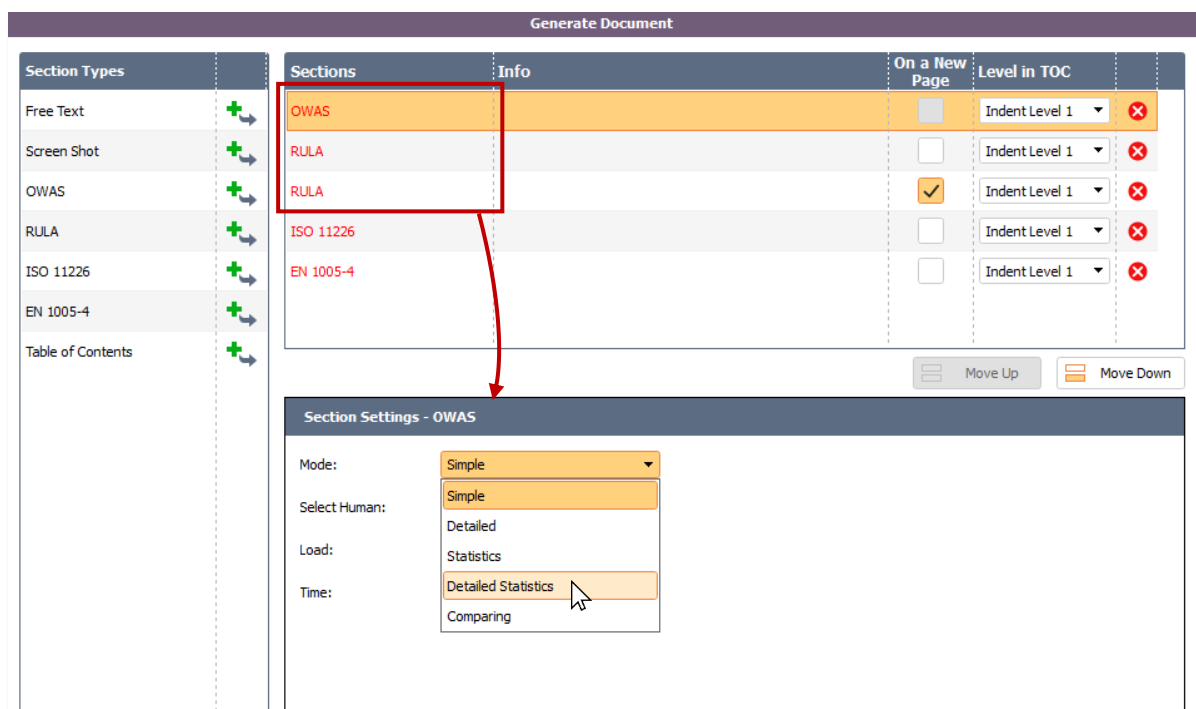 Generate Document
Section Types
Free Text
Screen Shot
OWAS
RULA
ISO 11226
EN 1005-4
Table of Contents
Sections Info On a New Page Level in TOC
OWAS Indent Level 1
RULA Indent Level 1
RULA Indent Level 1
ISO 11226 Indent Level 1
EN 1005-4 Indent Level 1
Move Up Move Down
Section Settings - OWAS
Mode: Simple
Simple
Select Human:
Detailed
Load:
Statistics
Time:
Detailed Statistics
Comparing